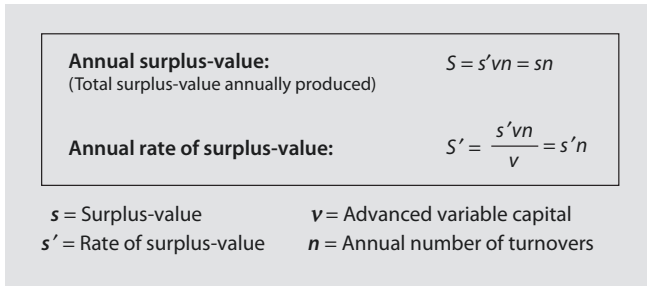 Annual surplus-value: S = s′vn = sn
(Total surplus-value annually produced)
Annual rate of surplus-value: S′ = s′vn / v = s′n
s = Surplus-value v = Advanced variable capital
s′ = Rate of surplus-value n = Annual number of turnovers